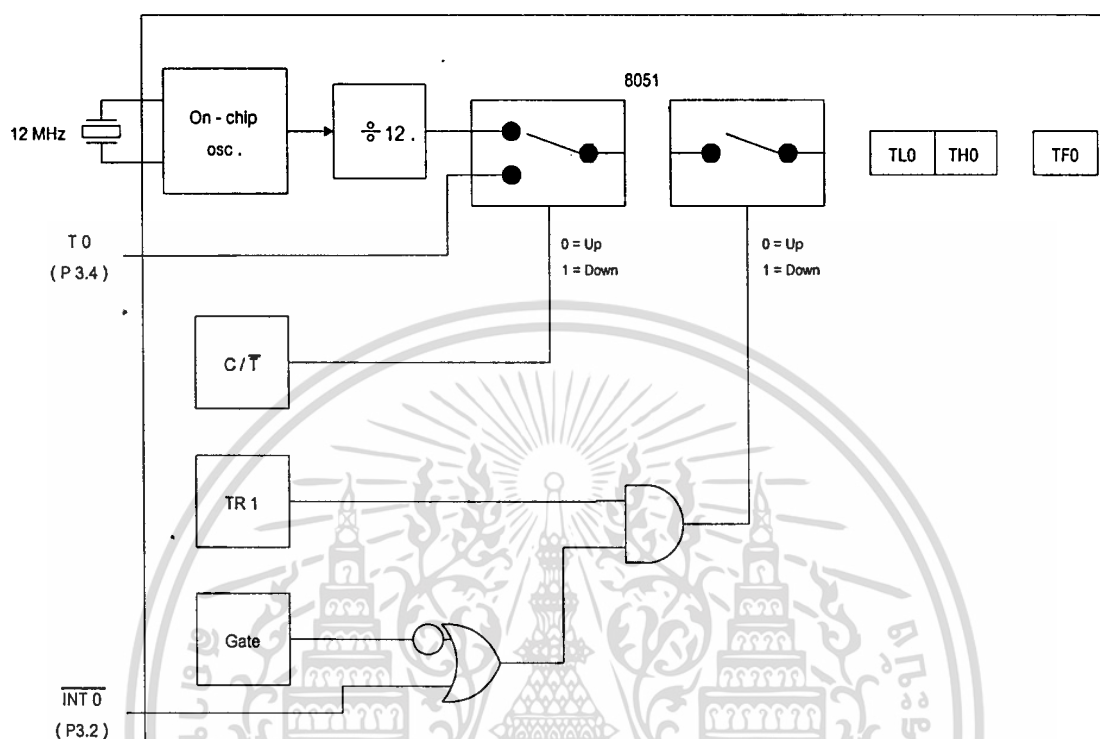 8051
12 MHz
On - chip
osc .
÷ 12 .
TL0
TH0
TF0
T 0
( P 3.4 )
0 = Up
1 = Down
0 = Up
1 = Down
C / T̅
TR 1
Gate
I̅N̅T̅ 0̅
( P3.2 )